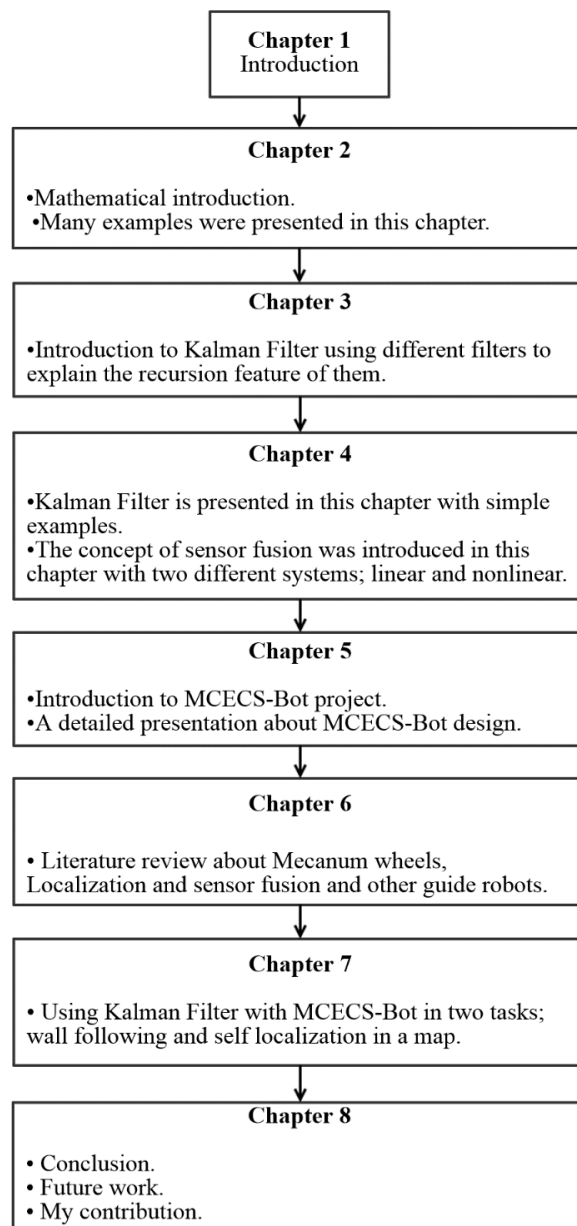 Chapter 1
Introduction
Chapter 2
•Mathematical introduction.
•Many examples were presented in this chapter.
Chapter 3
•Introduction to Kalman Filter using different filters to
explain the recursion feature of them.
Chapter 4
•Kalman Filter is presented in this chapter with simple
examples.
•The concept of sensor fusion was introduced in this
chapter with two different systems; linear and nonlinear.
Chapter 5
•Introduction to MCECS-Bot project.
•A detailed presentation about MCECS-Bot design.
Chapter 6
• Literature review about Mecanum wheels,
Localization and sensor fusion and other guide robots.
Chapter 7
• Using Kalman Filter with MCECS-Bot in two tasks;
wall following and self localization in a map.
Chapter 8
• Conclusion.
• Future work.
• My contribution.